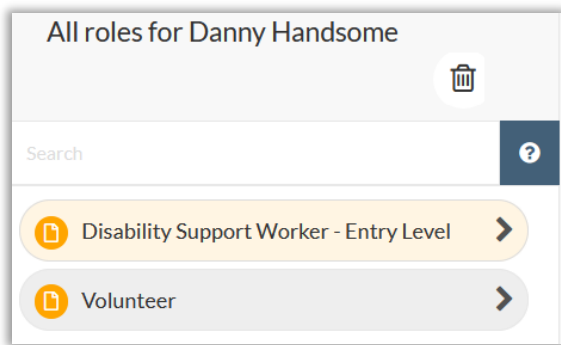 All roles for Danny Handsome
Search
?
Disability Support Worker - Entry Level
Volunteer